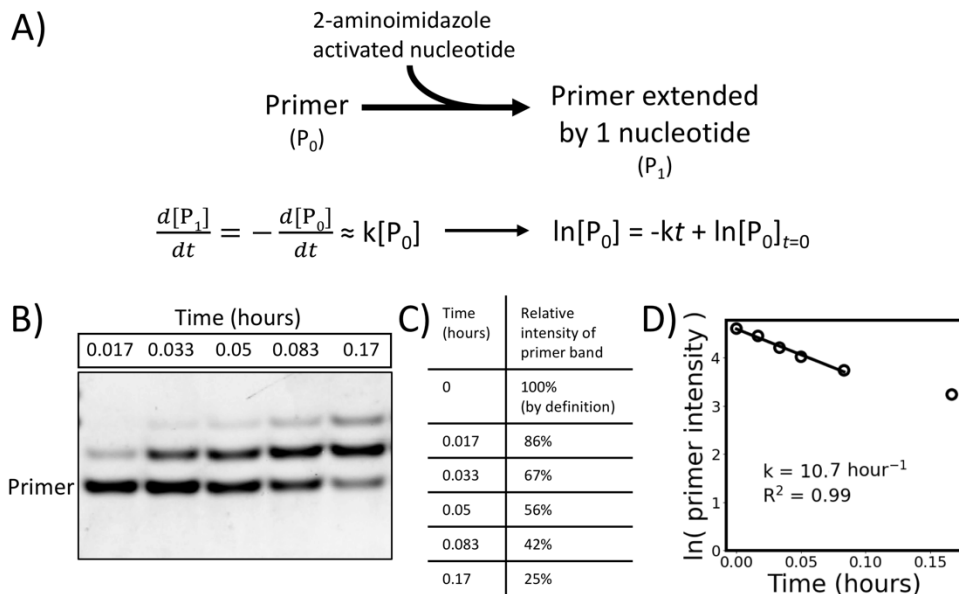 A)
2-aminoimidazole
activated nucleotide
Primer
(P₀)
Primer extended
by 1 nucleotide
(P₁)
d[P₁]/dt = − d[P₀]/dt ≈ k[P₀]
ln[P₀] = -kt + ln[P₀]ₜ₌₀
B)
Time (hours)
0.017 0.033 0.05 0.083 0.17
Primer
C)
Time
(hours)
Relative
intensity of
primer band
0
100%
(by definition)
0.017 86%
0.033 67%
0.05 56%
0.083 42%
0.17 25%
D)
ln( primer intensity )
4
3
2
1
0
k = 10.7 hour⁻¹
R² = 0.99
0.00 0.05 0.10 0.15
Time (hours)